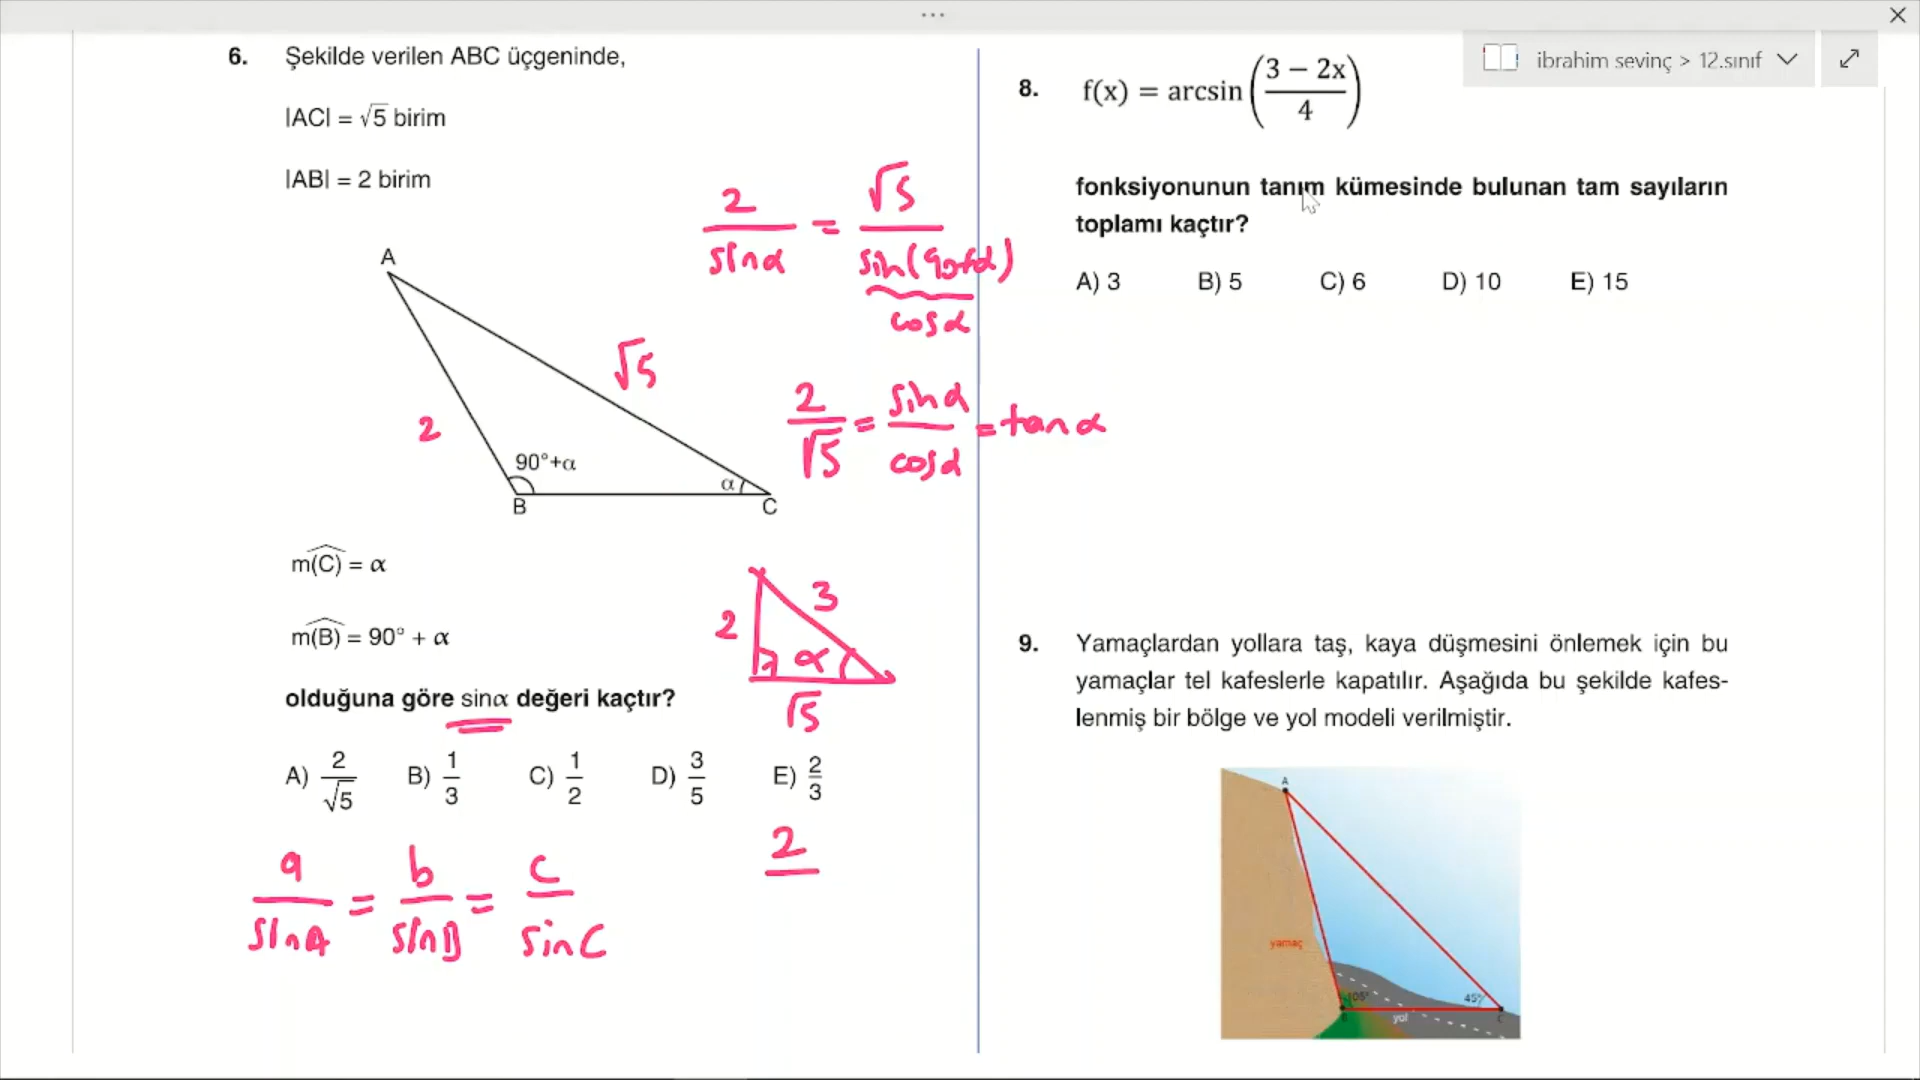 ibrahim sevinç > 12.sınıf
6. Şekilde verilen ABC üçgeninde,
|AC| = √5 birim
|AB| = 2 birim
A
√5
2
90°+α
α
B
C
2/sinα = √5/sin(90+α)
cosα
2/√5 = sinα/cosα = tanα
m(C) = α
m(B) = 90° + α
2
3
α
√5
olduğuna göre sinα değeri kaçtır?
A) 2/√5 B) 1/3 C) 1/2 D) 3/5 E) 2/3
2
a/sinA = b/sinB = c/sinC
8. f(x) = arcsin((3 − 2x)/4)
fonksiyonunun tanım kümesinde bulunan tam sayıların
toplamı kaçtır?
A) 3 B) 5 C) 6 D) 10 E) 15
9. Yamaçlardan yollara taş, kaya düşmesini önlemek için bu
yamaçlar tel kafeslerle kapatılır. Aşağıda bu şekilde kafes-
lenmiş bir bölge ve yol modeli verilmiştir.
A
yamaç
105°
45°
yol